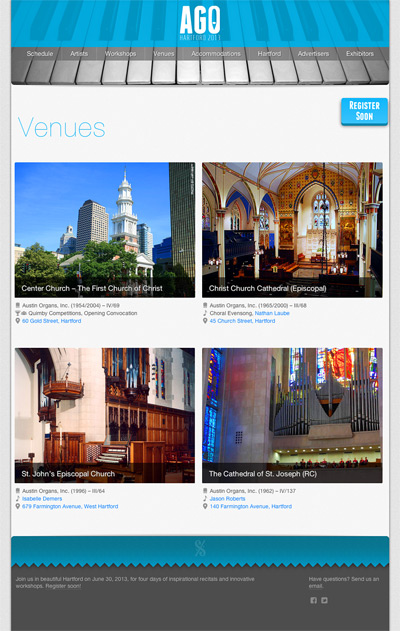 AGO
HARTFORD 2013
Schedule Artists Workshops Venues Accommodations Hartford Advertisers Exhibitors
Register
Soon
Venues
Center Church – The First Church of Christ
Austin Organs, Inc. (1954/2004) – IV/69
Quimby Competitions, Opening Convocation
60 Gold Street, Hartford
Christ Church Cathedral (Episcopal)
Austin Organs, Inc. (1965/2000) – III/68
Choral Evensong, Nathan Laube
45 Church Street, Hartford
St. John's Episcopal Church
Austin Organs, Inc. (1996) – III/64
Isabelle Demers
679 Farmington Avenue, West Hartford
The Cathedral of St. Joseph (RC)
Austin Organs, Inc. (1962) – IV/137
Jason Roberts
140 Farmington Avenue, Hartford
Join us in beautiful Hartford on June 30, 2013, for four days of inspirational recitals and innovative
workshops. Register soon!
Have questions? Send us an
email.